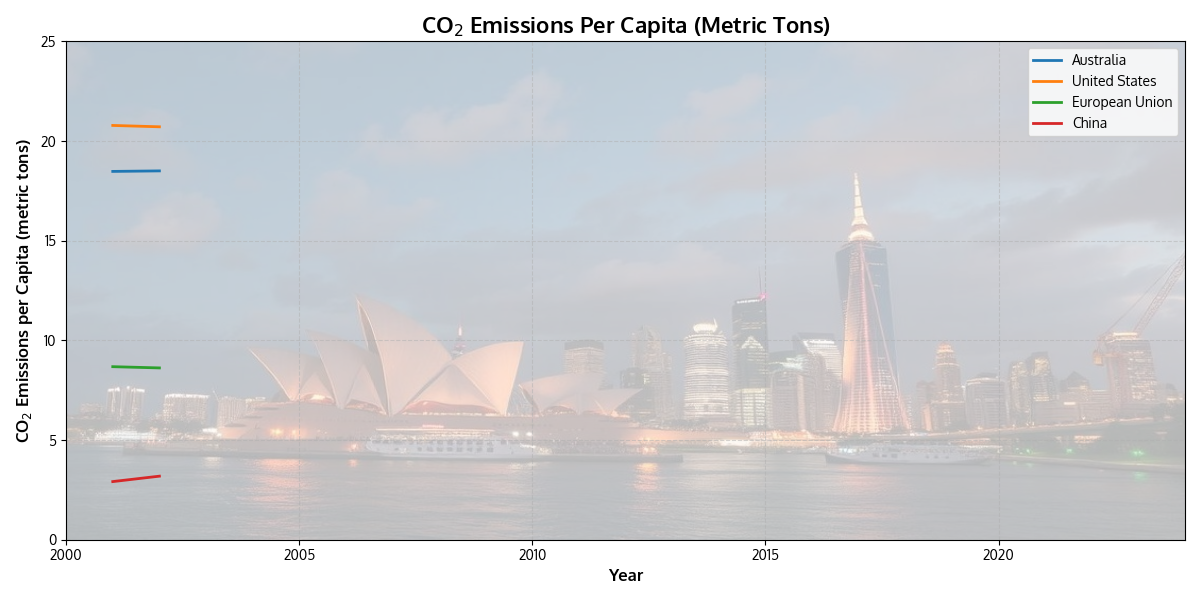 CO₂ Emissions Per Capita (Metric Tons)
Australia
United States
European Union
China
CO₂ Emissions per Capita (metric tons)
25
20
15
10
5
0
2000 2005 2010 2015 2020
Year